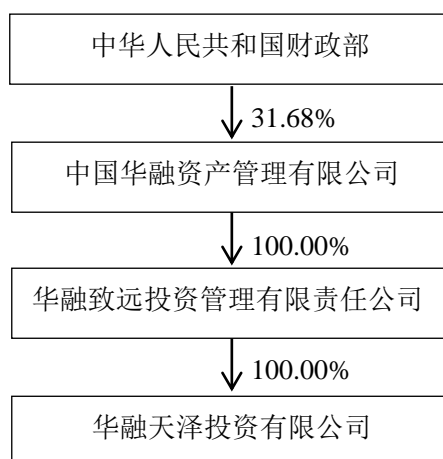 中华人民共和国财政部
31.68%
中国华融资产管理有限公司
100.00%
华融致远投资管理有限责任公司
100.00%
华融天泽投资有限公司